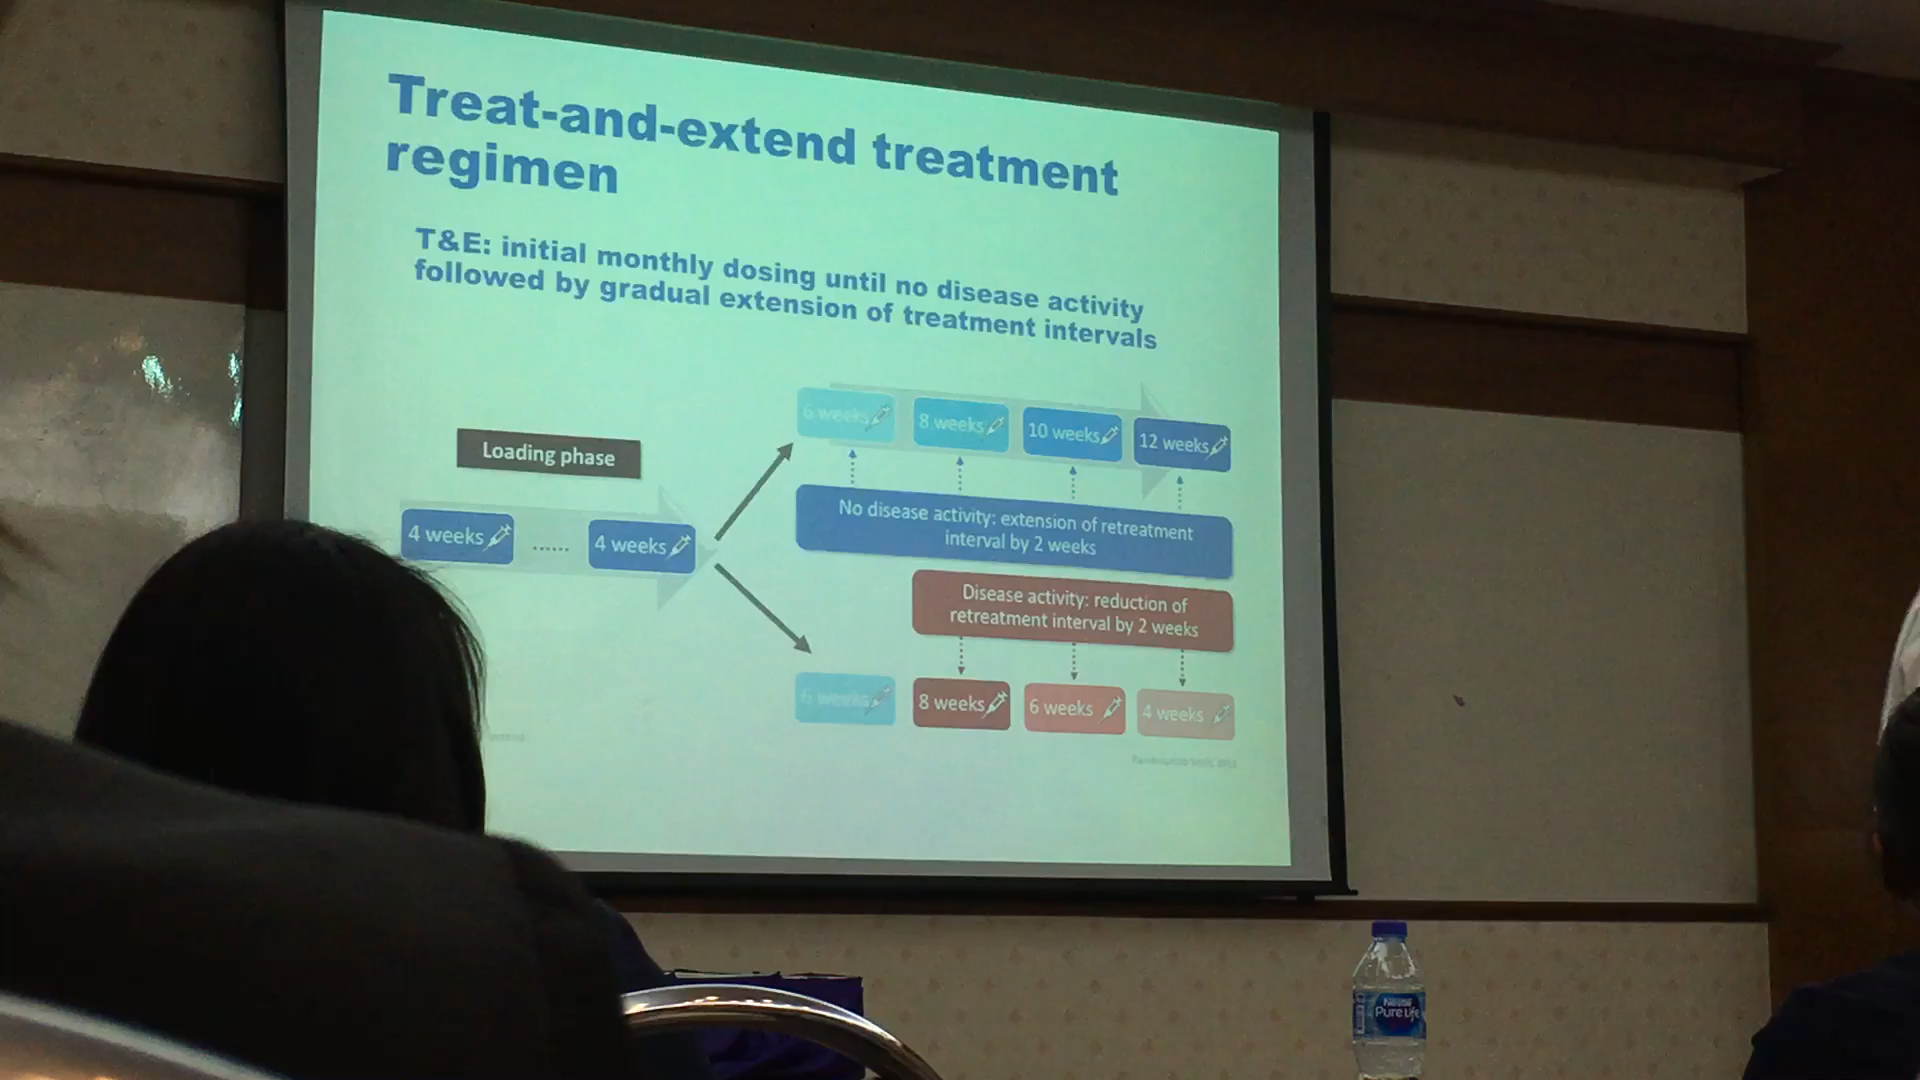 Treat-and-extend treatment
regimen
T&E: initial monthly dosing until no disease activity
followed by gradual extension of treatment intervals
Loading phase
4 weeks
......
4 weeks
6 weeks
8 weeks
10 weeks
12 weeks
No disease activity: extension of retreatment
interval by 2 weeks
Disease activity: reduction of
retreatment interval by 2 weeks
weeks
8 weeks
6 weeks
4 weeks
Nestlé
Pure Life